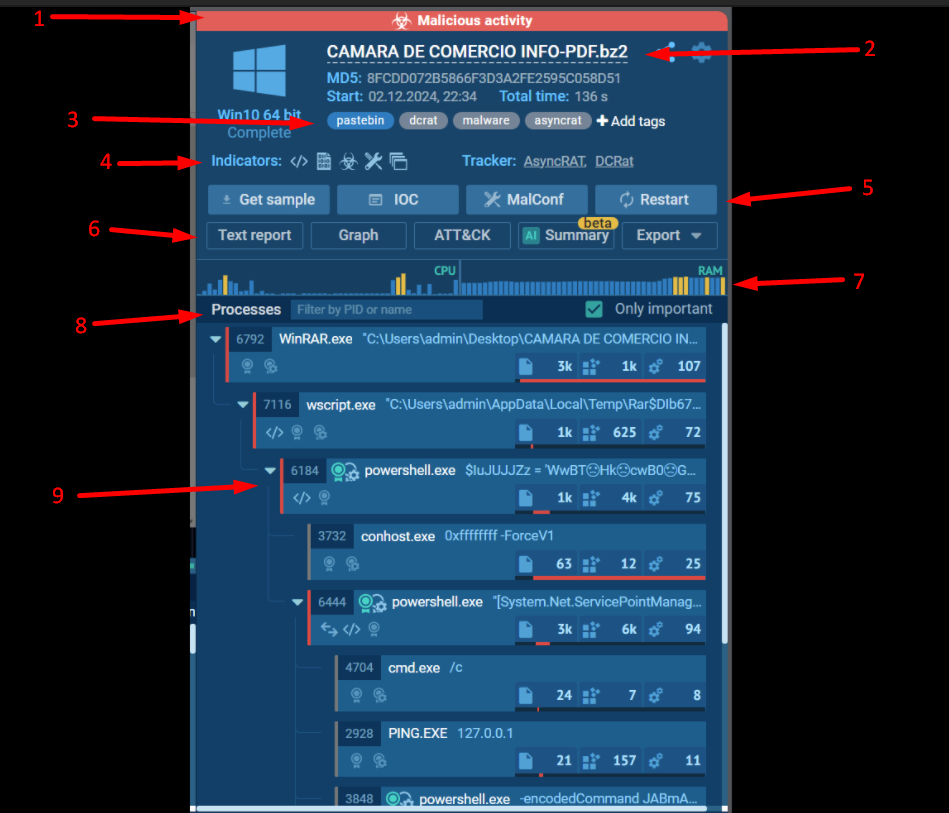 1
Malicious activity
CAMARA DE COMERCIO INFO-PDF.bz2
2
MD5: 8FCDD072B5866F3D3A2FE2595C058D51
Start: 02.12.2024, 22:34 Total time: 136 s
Win10 64 bit
Complete
3
pastebin dcrat malware asyncrat Add tags
4
Indicators: Tracker: AsyncRAT, DCRat
5
Get sample IOC MalConf Restart
6
beta
Text report Graph ATT&CK AI Summary Export
CPU RAM
7
8
Processes Filter by PID or name Only important
6792 WinRAR.exe "C:\Users\admin\Desktop\CAMARA DE COMERCIO IN...
3k 1k 107
7116 wscript.exe "C:\Users\admin\AppData\Local\Temp\Rar$DIb67...
1k 625 72
9
6184 powershell.exe $IuJUJJZz = 'WwBT☹Hk☹cwB0☹G...
1k 4k 75
3732 conhost.exe 0xffffffff -ForceV1
63 12 25
6444 powershell.exe "[System.Net.ServicePointManag...
3k 6k 94
4704 cmd.exe /c
24 7 8
2928 PING.EXE 127.0.0.1
21 157 11
3848 powershell.exe -encodedCommand JABmA...